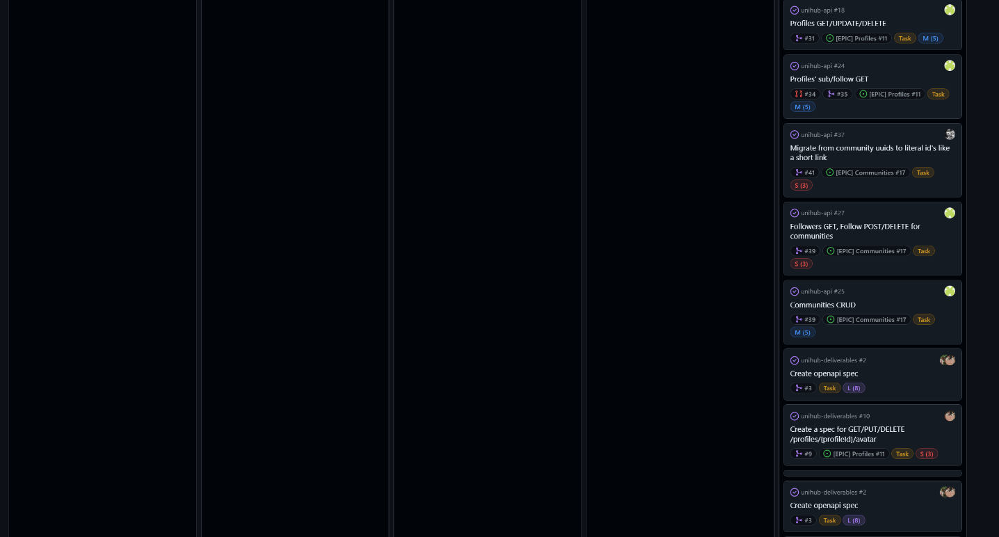 unihub-api #18
Profiles GET/UPDATE/DELETE
#31 [EPIC] Profiles #11 Task M (5)
unihub-api #24
Profiles' sub/follow GET
#34 #35 [EPIC] Profiles #11 Task
M (5)
unihub-api #37
Migrate from community uuids to literal id's like
a short link
#41 [EPIC] Communities #17 Task
S (3)
unihub-api #27
Followers GET, Follow POST/DELETE for
communities
#39 [EPIC] Communities #17 Task
S (3)
unihub-api #25
Communities CRUD
#39 [EPIC] Communities #17 Task
M (5)
unihub-deliverables #2
Create openapi spec
#3 Task L (8)
unihub-deliverables #10
Create a spec for GET/PUT/DELETE
/profiles/{profileId}/avatar
#9 [EPIC] Profiles #11 Task S (3)
unihub-deliverables #2
Create openapi spec
#3 Task L (8)